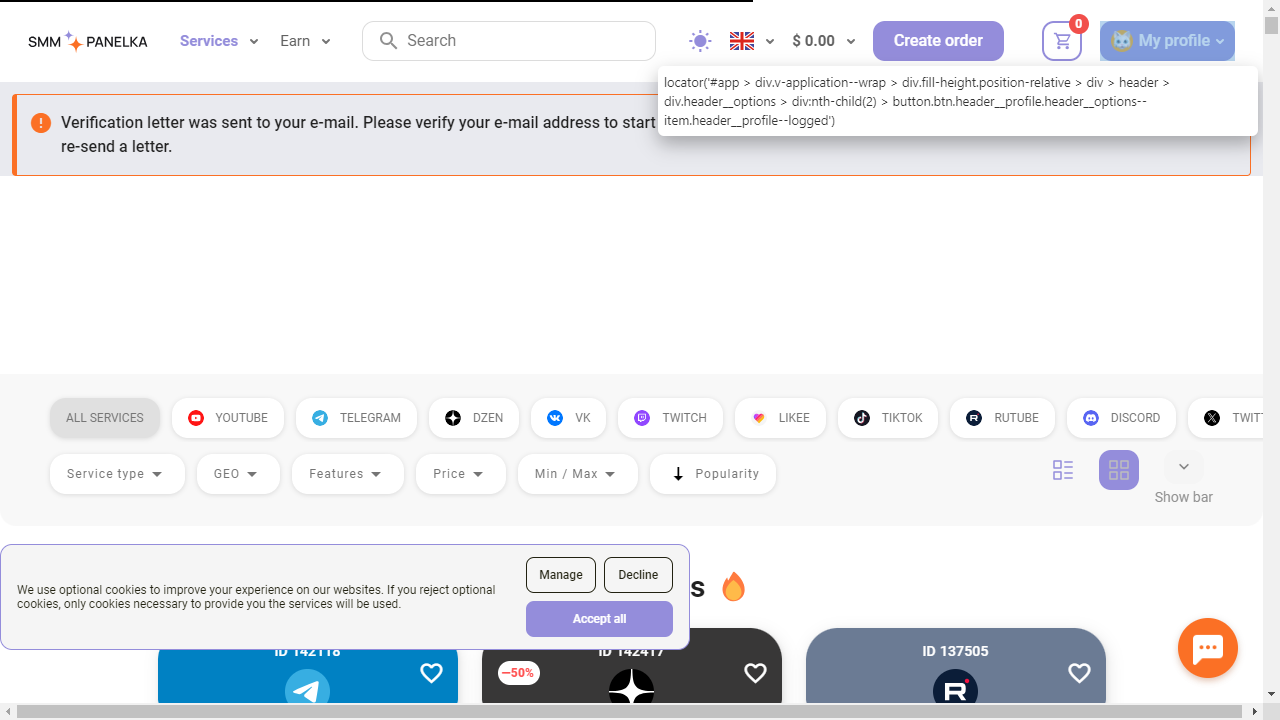 SMM PANELKA
Services
Earn
Search
$ 0.00
Create order
0
My profile
locator('#app > div.v-application--wrap > div.fill-height.position-relative > div > header >
div.header__options > div:nth-child(2) > button.btn.header__profile.header__options--
item.header__profile--logged')
Verification letter was sent to your e-mail. Please verify your e-mail address to start
re-send a letter.
ALL SERVICES
YOUTUBE
TELEGRAM
DZEN
VK
TWITCH
LIKEE
TIKTOK
RUTUBE
DISCORD
Service type
GEO
Features
Price
Min / Max
Popularity
Show bar
We use optional cookies to improve your experience on our websites. If you reject optional
cookies, only cookies necessary to provide you the services will be used.
Manage
Decline
Accept all
ID 142118
ID 142417
–50%
ID 137505